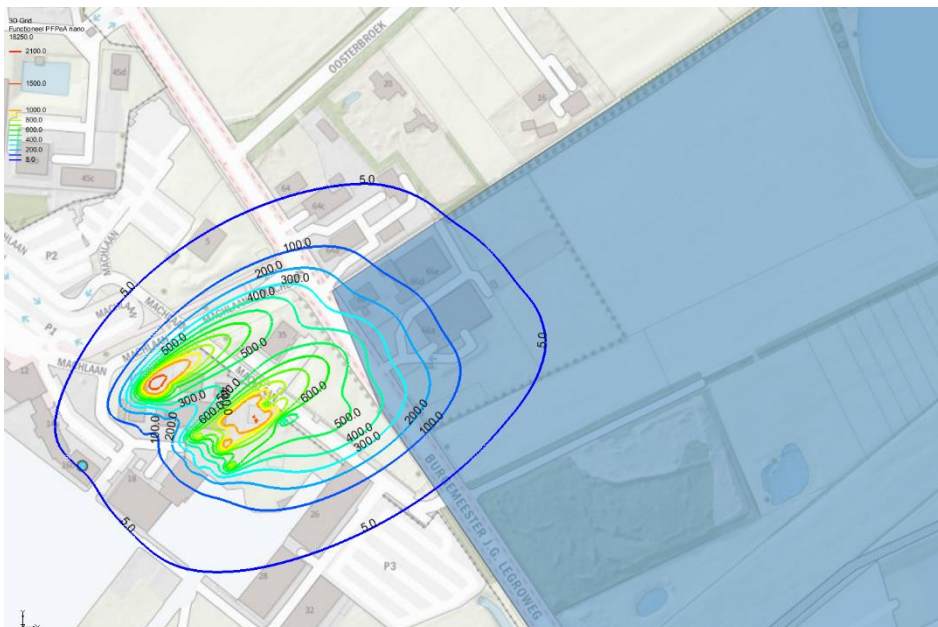 3D Grid
Functioneel PFPeA nano
18250.0
2100.0
1500.0
1000.0
800.0
600.0
400.0
200.0
5.0
45d
45c
OOSTERBROEK
20
16
64
64c
5
P2
P1
MACHLAAN
MACHLAAN
MACHLAAN
MACHLAAN
35
12
18
26
28
32
P3
BURGEMEESTER J.G. LEGROWEG
5.0
5.0
5.0
5.0
5.0
100.0
200.0
300.0
400.0
500.0
500.0
300.0
100.0
200.0
600.0
600.0
500.0
400.0
300.0
200.0
100.0
Y